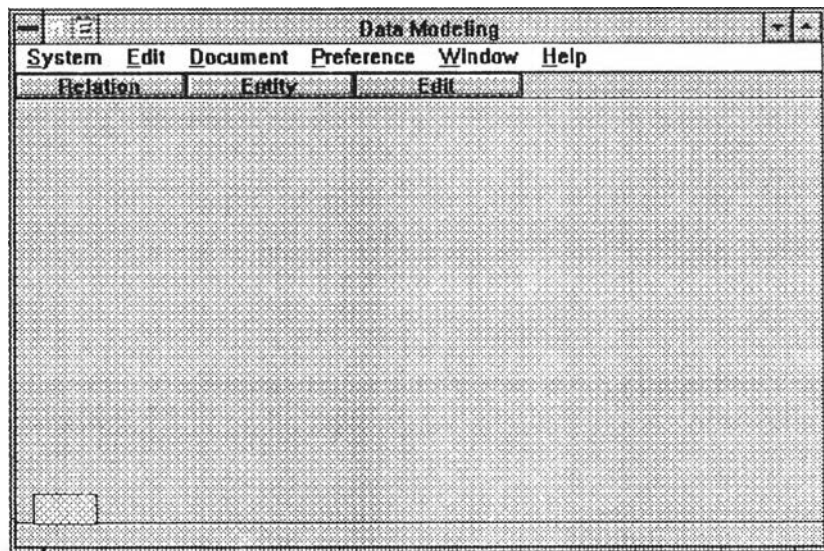 Data Modeling
System Edit Document Preference Window Help
Relation Entity Edit